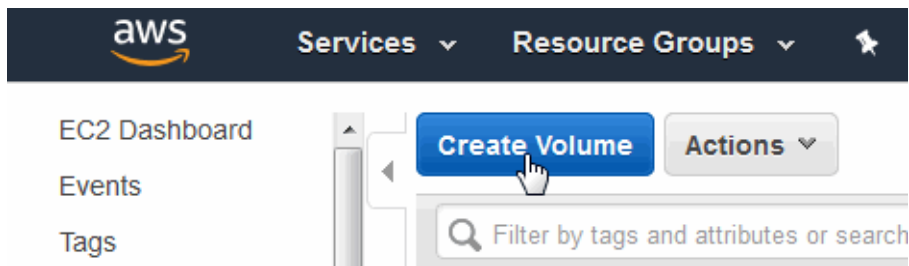 aws Services Resource Groups
EC2 Dashboard
Events
Tags
Create Volume Actions
Filter by tags and attributes or search